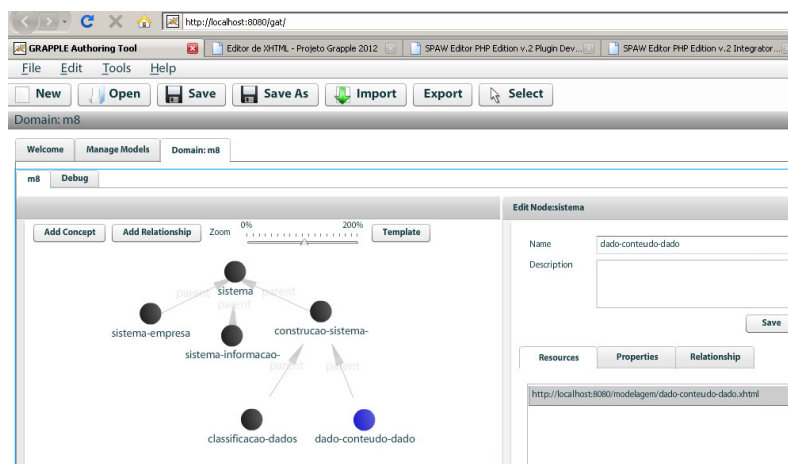 http://localhost:8080/gat/
GRAPPLE Authoring Tool
Editor de XHTML - Projeto Grapple 2012
SPAW Editor PHP Edition v.2 Plugin Dev...
SPAW Editor PHP Edition v.2 Integrator...
File Edit Tools Help
New Open Save Save As Import Export Select
Domain: m8
Welcome Manage Models Domain: m8
m8 Debug
Edit Node:sistema
Add Concept Add Relationship Zoom 0% 200% Template
Name dado-conteudo-dado
Description
sistema
parent parent
parent
sistema-empresa
construcao-sistema-
sistema-informacao-
parent parent
Save
Resources Properties Relationship
http://localhost:8080/modelagem/dado-conteudo-dado.xhtml
classificacao-dados dado-conteudo-dado